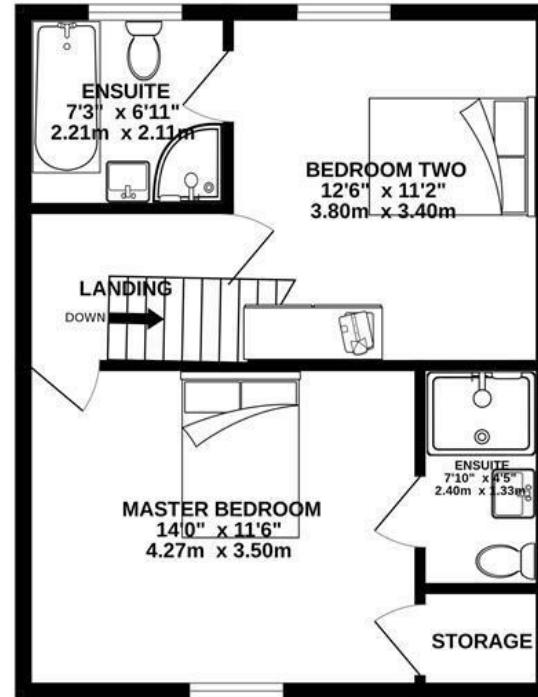 ENSUITE
7'3" x 6'11"
2.21m x 2.11m
BEDROOM TWO
12'6" x 11'2"
3.80m x 3.40m
LANDING
DOWN
ENSUITE
7'10" x 4'5"
2.40m x 1.33m
MASTER BEDROOM
14'0" x 11'6"
4.27m x 3.50m
STORAGE